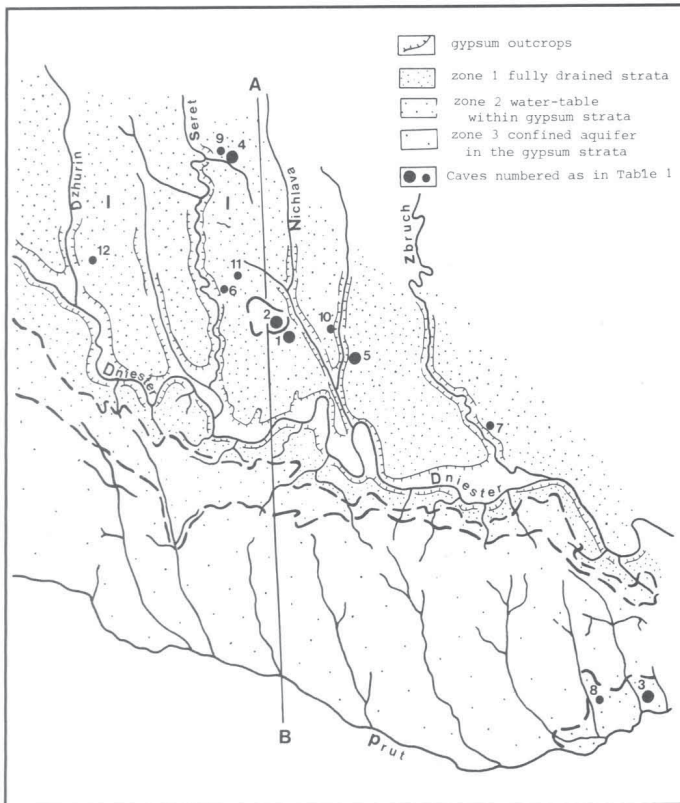 gypsum outcrops
zone 1 fully drained strata
zone 2 water-table
within gypsum strata
zone 3 confined aquifer
in the gypsum strata
Caves numbered as in Table 1
A
Seret
Nichlava
Dzhurin
Zbruch
9
4
I
I
12
11
6
2
1
10
5
7
Dniester
Dniester
8
3
B
Prut